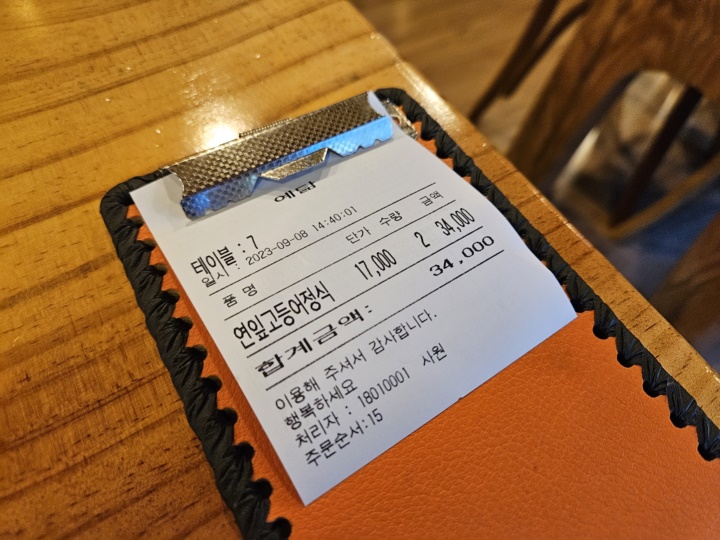 예담
테이블 : 7
일시 : 2023-09-08 14:40:01
품 명 단가 수량 금액
연잎고등어정식 17,000 2 34,000
합계금액: 34,000
이용해 주셔서 감사합니다.
행복하세요
처리자 : 18010001 사원
주문순서:15